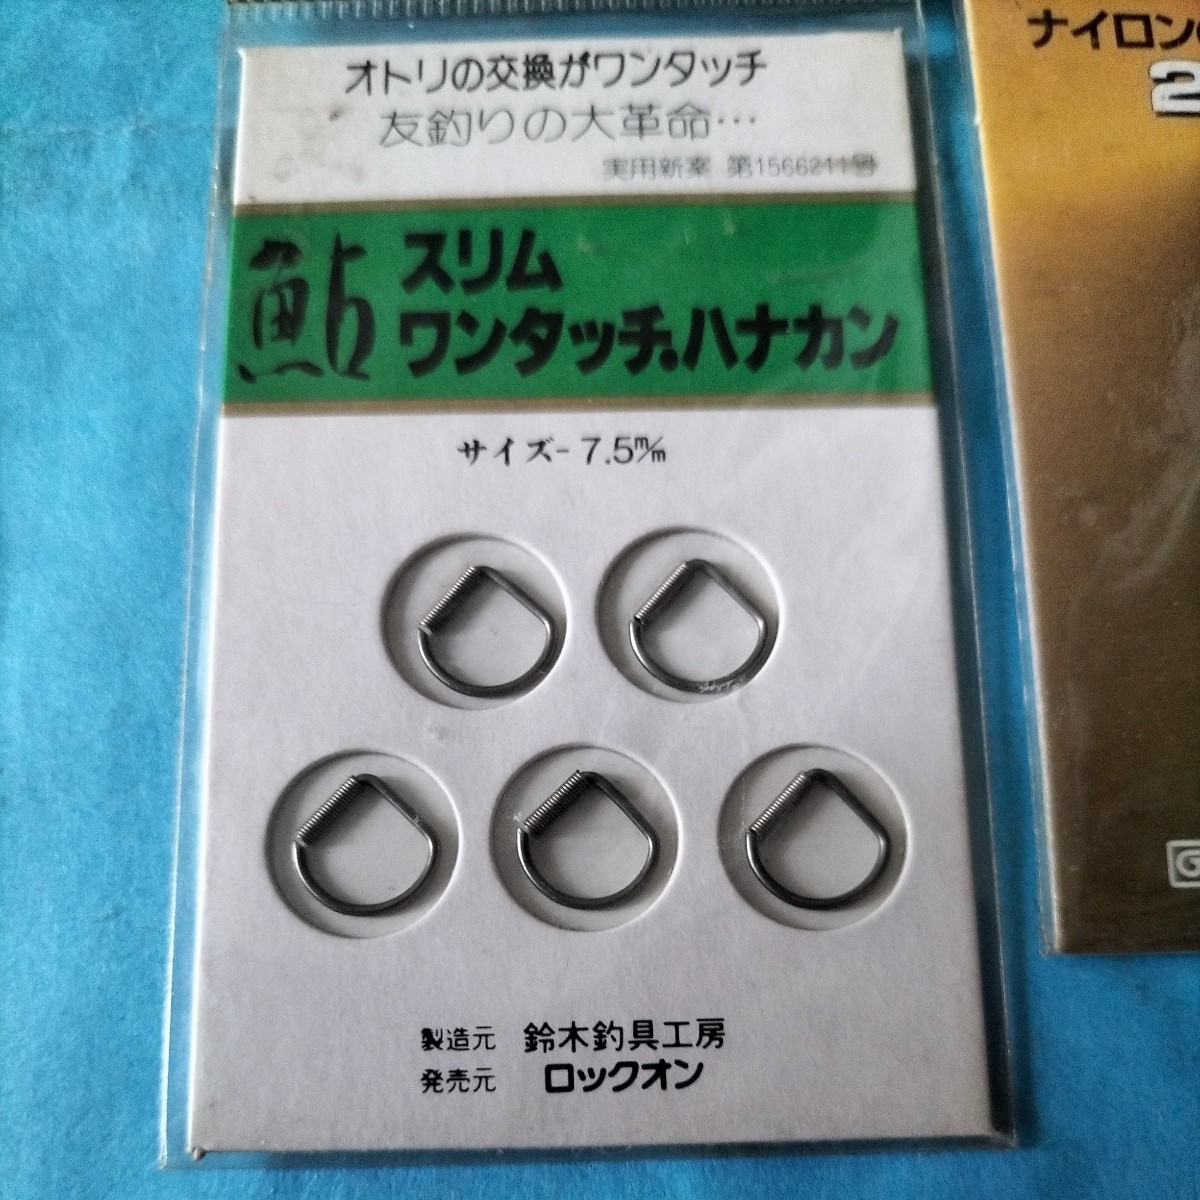 オトリの交換がワンタッチ
友釣りの大革命…
実用新案 第1566211号
鮎 スリム
ワンタッチ.ハナカン
サイズ-7.5m/m
製造元 鈴木釣具工房
発売元 ロックオン
ナイロン
2
G